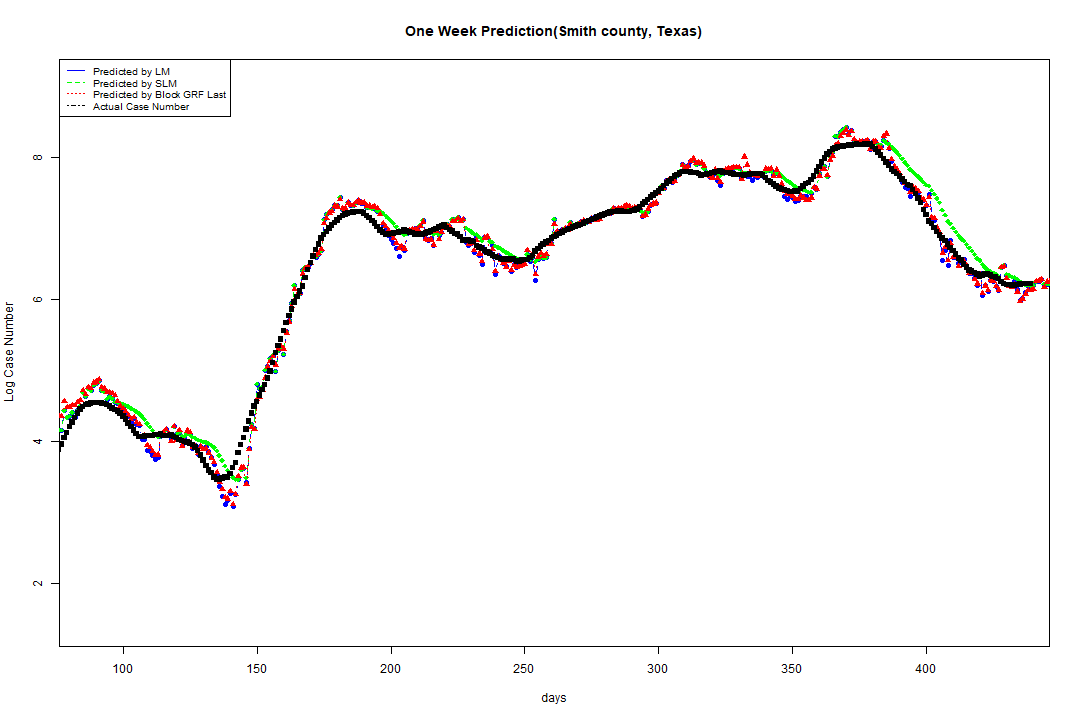 One Week Prediction(Smith county, Texas)
Predicted by LM
Predicted by SLM
Predicted by Block GRF Last
Actual Case Number
8
6
4
2
Log Case Number
100 150 200 250 300 350 400
days